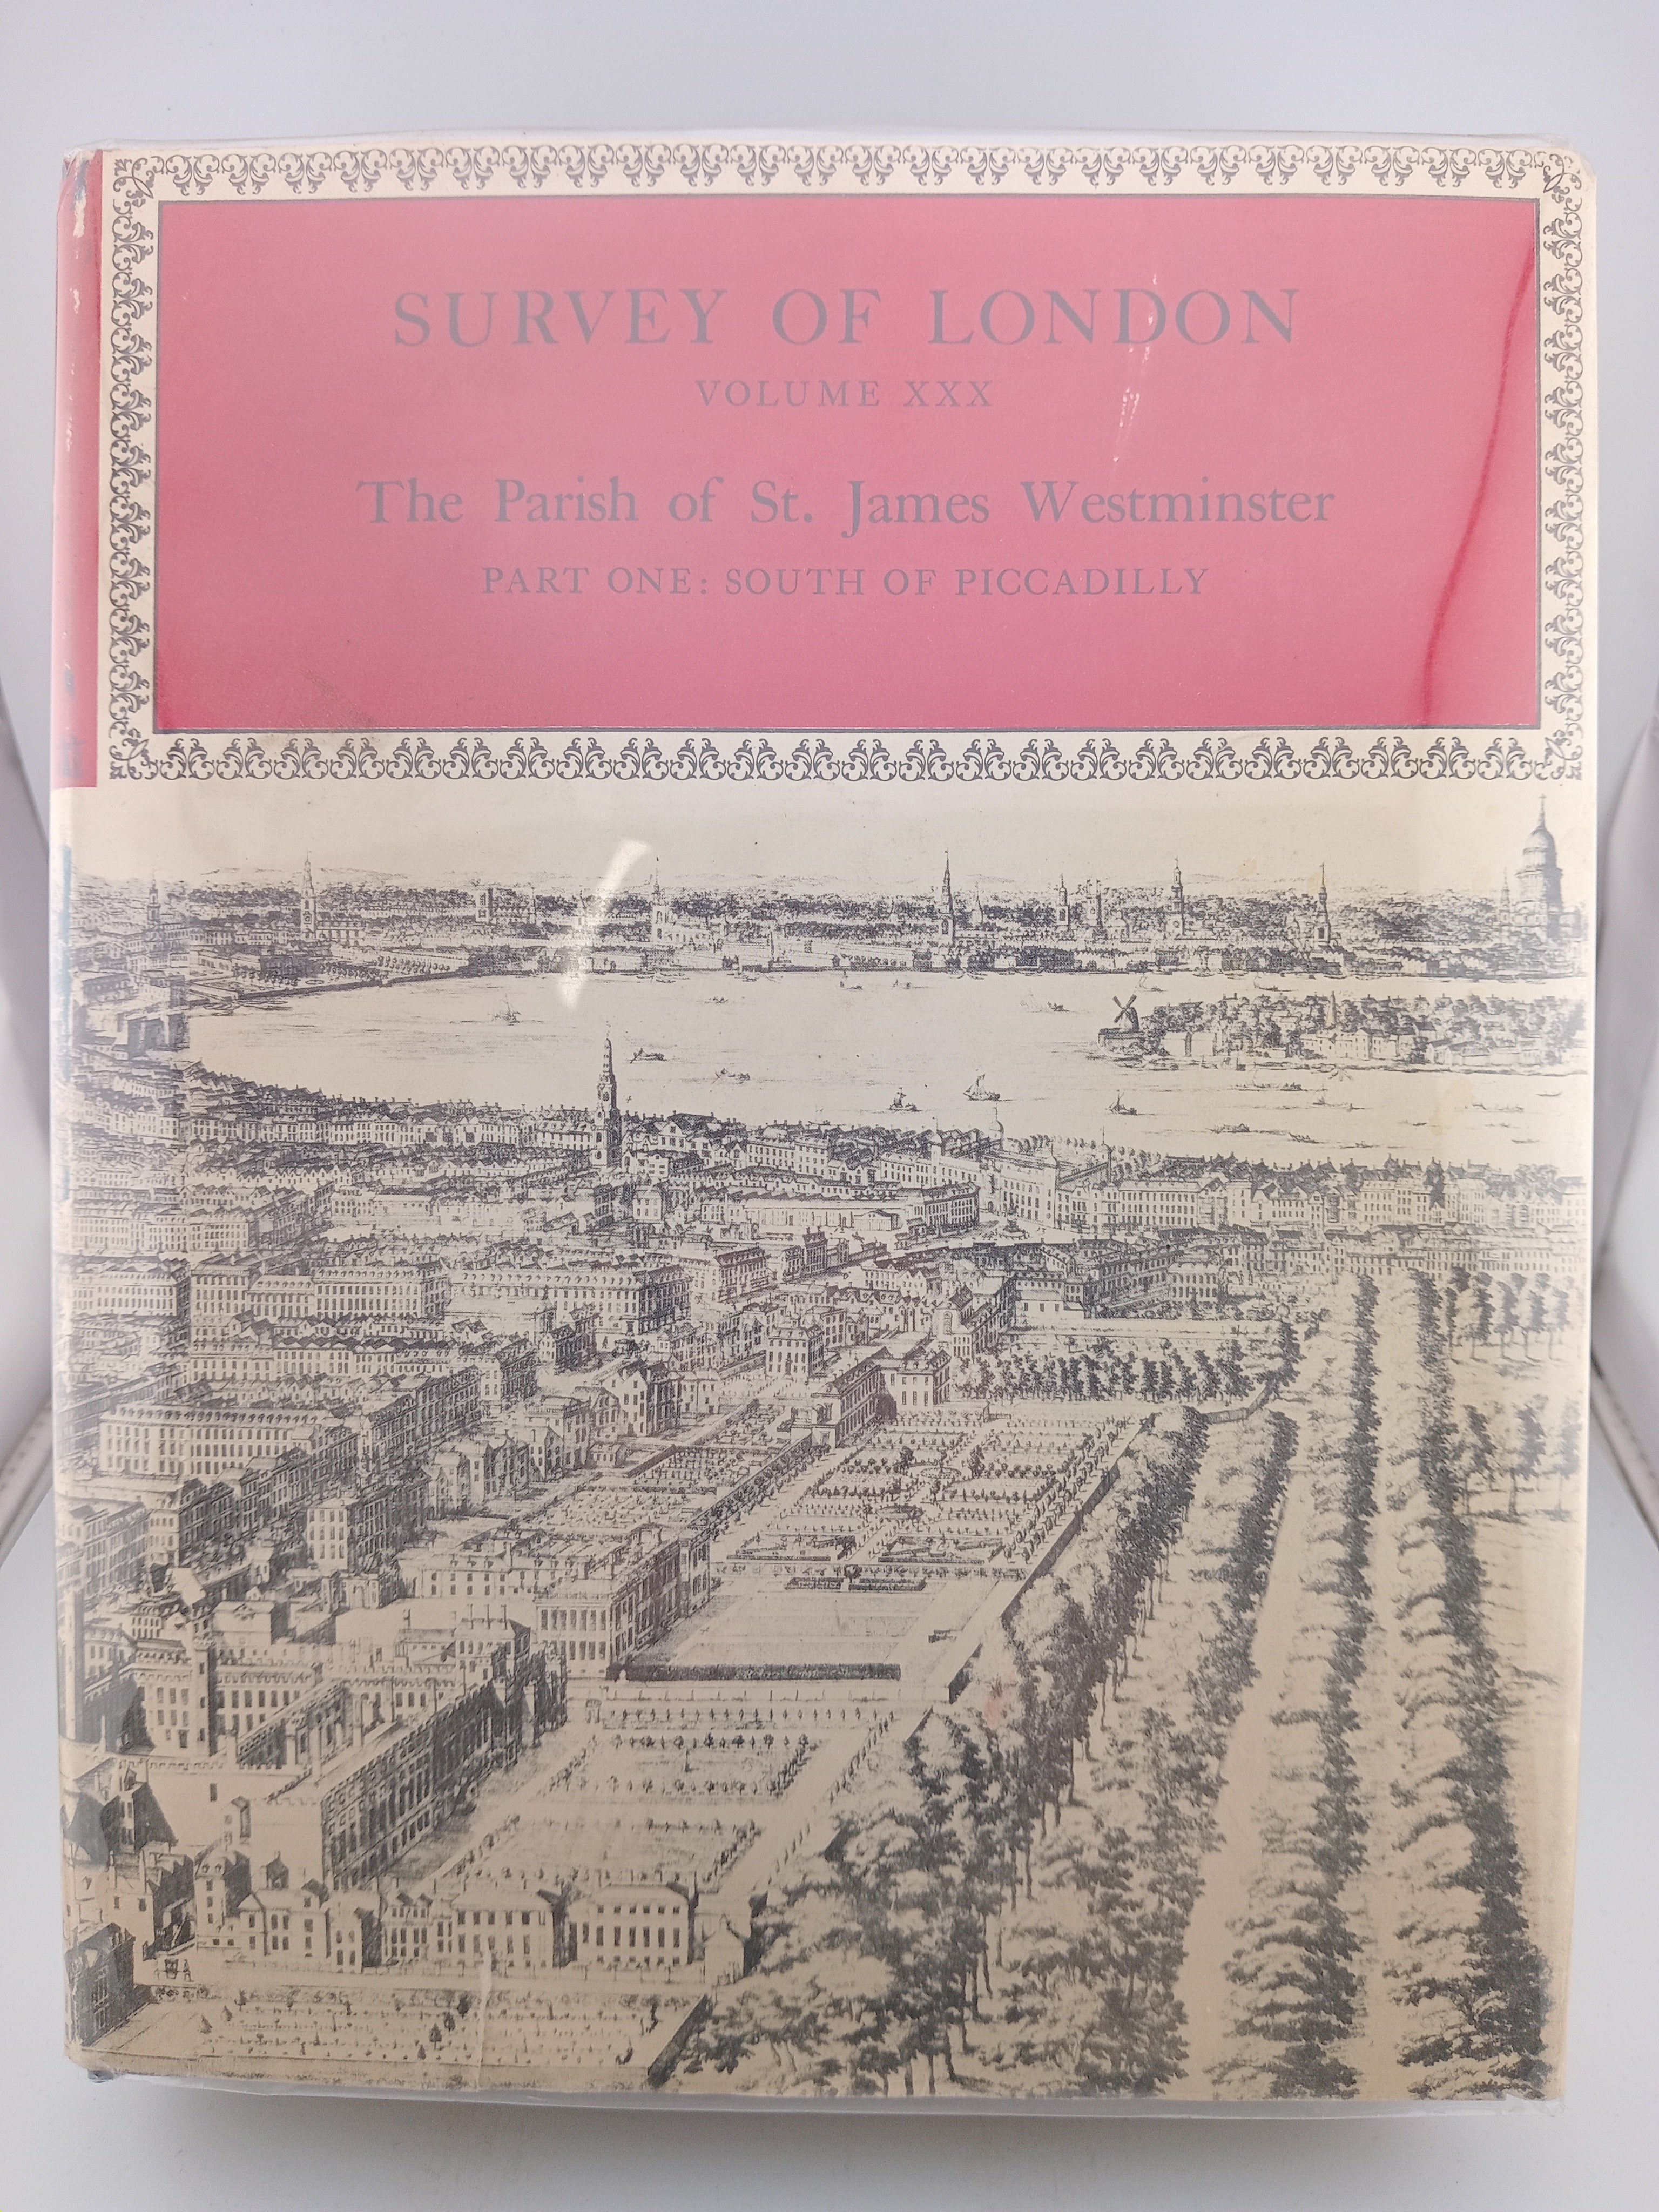 SURVEY OF LONDON
VOLUME XXX
The Parish of St. James Westminster
PART ONE: SOUTH OF PICCADILLY